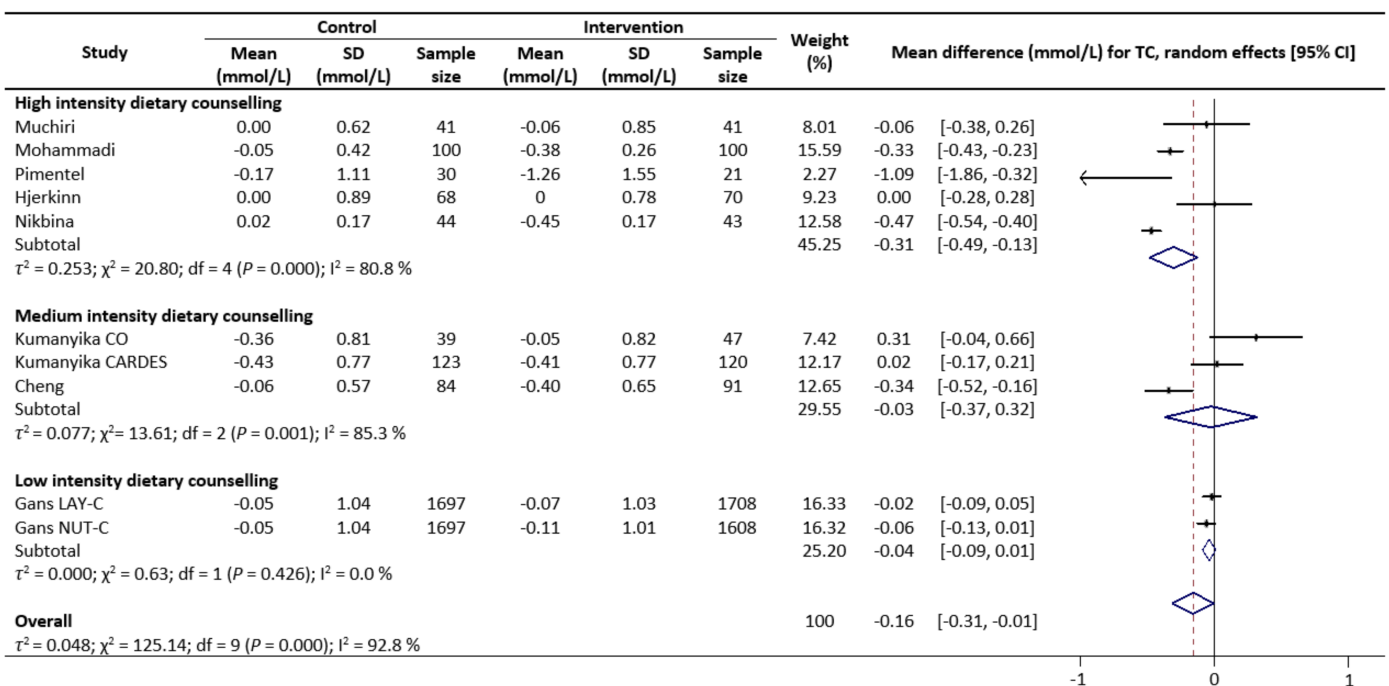 Control Intervention
Study Mean (mmol/L) SD (mmol/L) Sample size Mean (mmol/L) SD (mmol/L) Sample size Weight (%) Mean difference (mmol/L) for TC, random effects [95% CI]
High intensity dietary counselling
Muchiri 0.00 0.62 41 -0.06 0.85 41 8.01 -0.06 [-0.38, 0.26]
Mohammadi -0.05 0.42 100 -0.38 0.26 100 15.59 -0.33 [-0.43, -0.23]
Pimentel -0.17 1.11 30 -1.26 1.55 21 2.27 -1.09 [-1.86, -0.32]
Hjerkinn 0.00 0.89 68 0 0.78 70 9.23 0.00 [-0.28, 0.28]
Nikbina 0.02 0.17 44 -0.45 0.17 43 12.58 -0.47 [-0.54, -0.40]
Subtotal 45.25 -0.31 [-0.49, -0.13]
τ² = 0.253; χ² = 20.80; df = 4 (P = 0.000); I² = 80.8 %
Medium intensity dietary counselling
Kumanyika CO -0.36 0.81 39 -0.05 0.82 47 7.42 0.31 [-0.04, 0.66]
Kumanyika CARDES -0.43 0.77 123 -0.41 0.77 120 12.17 0.02 [-0.17, 0.21]
Cheng -0.06 0.57 84 -0.40 0.65 91 12.65 -0.34 [-0.52, -0.16]
Subtotal 29.55 -0.03 [-0.37, 0.32]
τ² = 0.077; χ²= 13.61; df = 2 (P = 0.001); I² = 85.3 %
Low intensity dietary counselling
Gans LAY-C -0.05 1.04 1697 -0.07 1.03 1708 16.33 -0.02 [-0.09, 0.05]
Gans NUT-C -0.05 1.04 1697 -0.11 1.01 1608 16.32 -0.06 [-0.13, 0.01]
Subtotal 25.20 -0.04 [-0.09, 0.01]
τ² = 0.000; χ² = 0.63; df = 1 (P = 0.426); I² = 0.0 %
Overall 100 -0.16 [-0.31, -0.01]
τ² = 0.048; χ² = 125.14; df = 9 (P = 0.000); I² = 92.8 %
-1 0 1